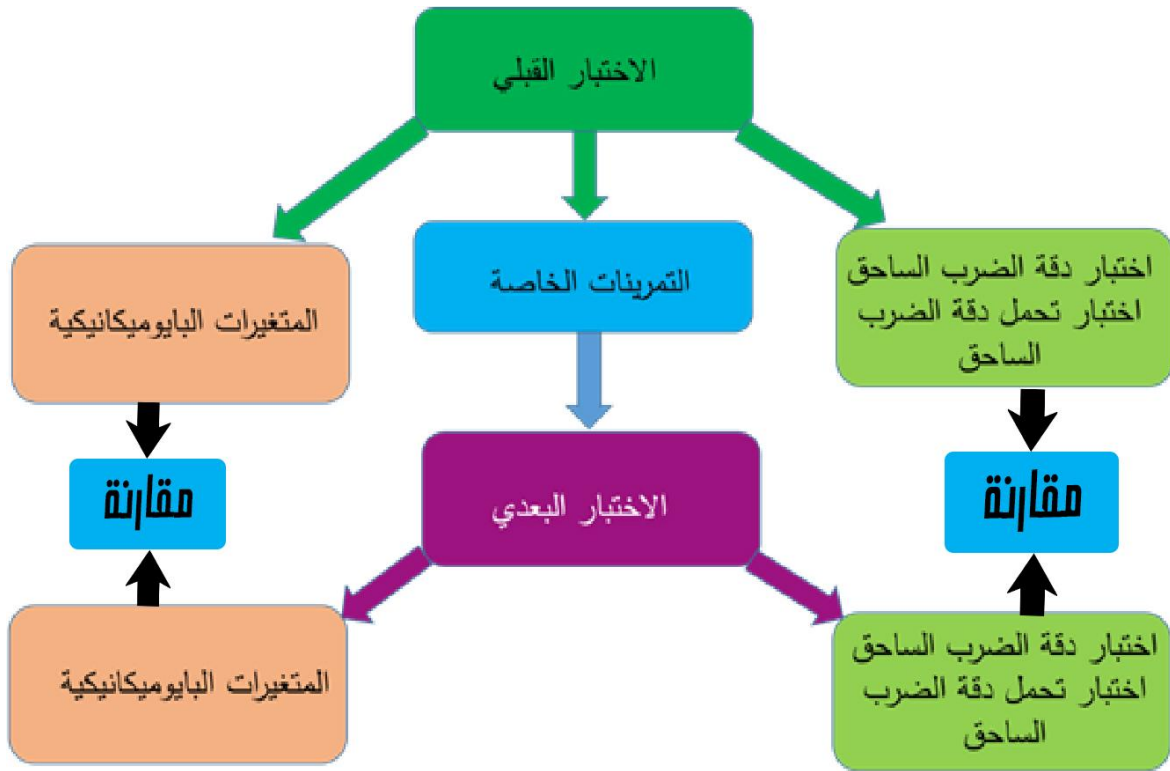 الاختبار القبلي
اختبار دقة الضرب الساحق
اختبار تحمل دقة الضرب
الساحق
التمرينات الخاصة
المتغيرات البايوميكانيكية
مقارنة
مقارنة
الاختبار البعدي
اختبار دقة الضرب الساحق
اختبار تحمل دقة الضرب
الساحق
المتغيرات البايوميكانيكية